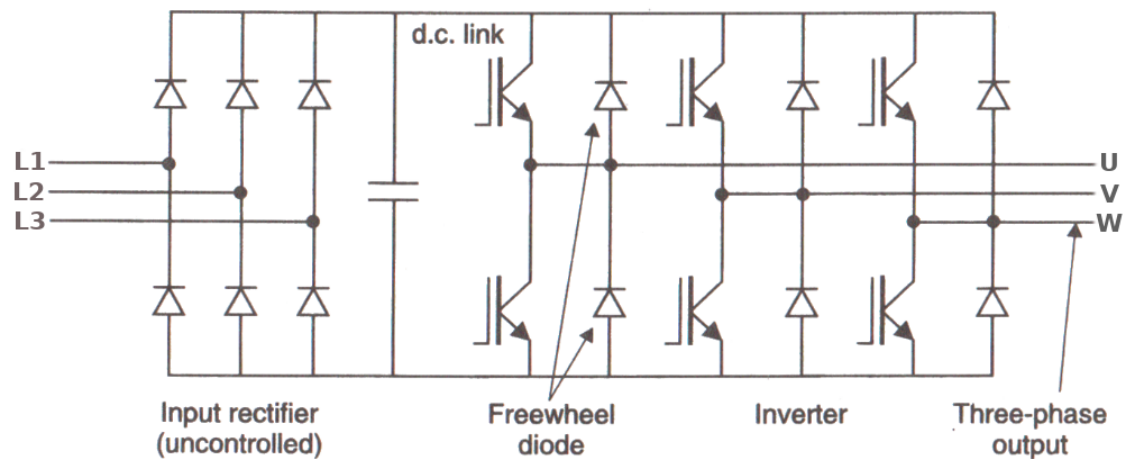 d.c. link
L1
L2
L3
U
V
W
Input rectifier
(uncontrolled)
Freewheel
diode
Inverter
Three-phase
output